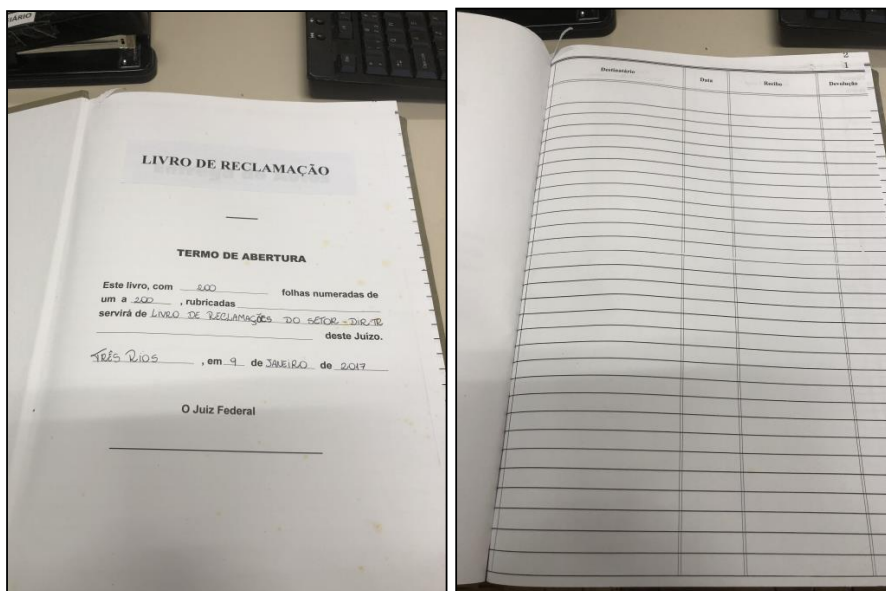 LIVRO DE RECLAMAÇÃO
TERMO DE ABERTURA
Este livro, com 200 folhas numeradas de
um a 200, rubricadas
servirá de LIVRO DE RECLAMAÇÕES DO SETOR - DIR.TR
deste Juizo.
TRÊS RIOS, em 9 de JANEIRO de 2017
O Juiz Federal
2
1
Destinatário Data Recibo Devolução